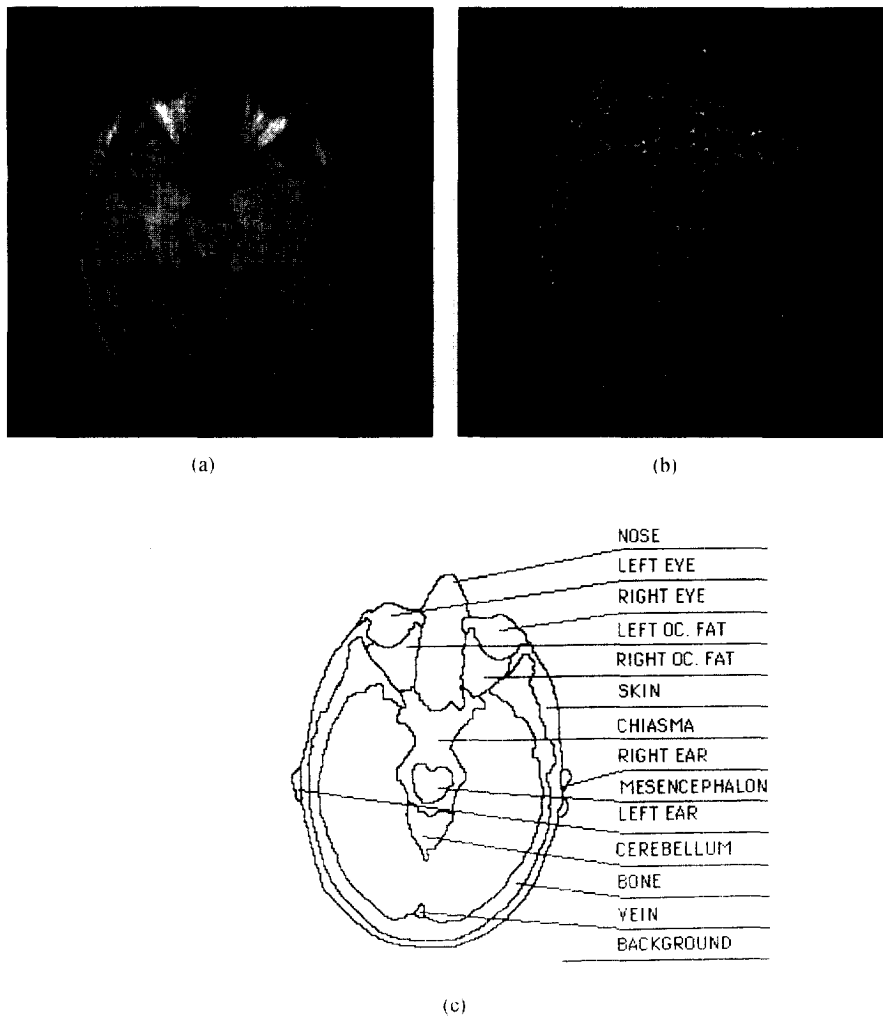 (a)
(b)
NOSE
LEFT EYE
RIGHT EYE
LEFT OC. FAT
RIGHT OC. FAT
SKIN
CHIASMA
RIGHT EAR
MESENCEPHALON
LEFT EAR
CEREBELLUM
BONE
VEIN
BACKGROUND
(c)